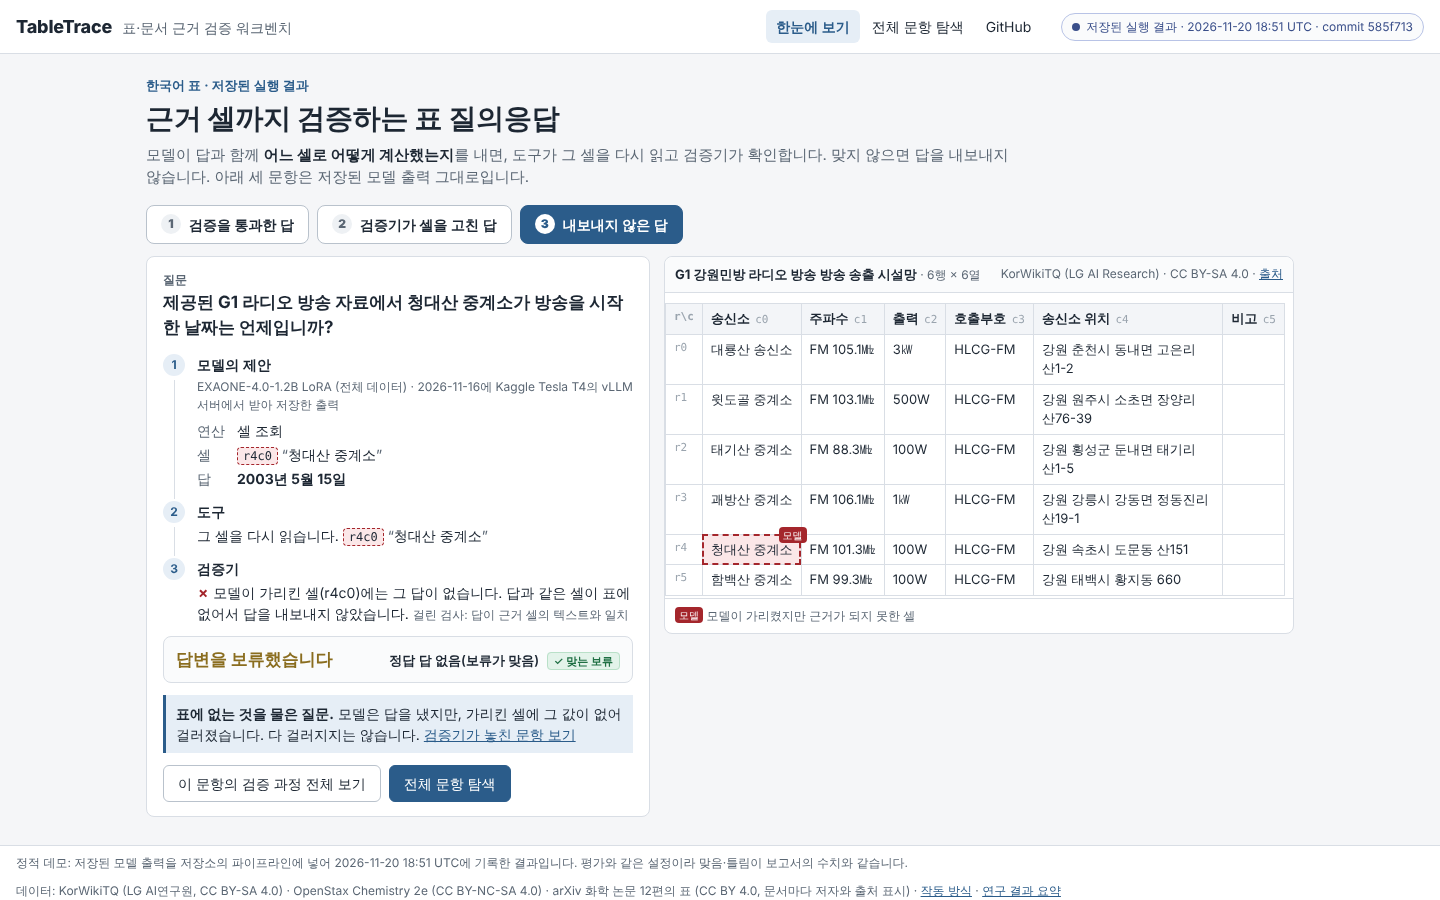 TableTrace 표·문서 근거 검증 워크벤치
한눈에 보기 전체 문항 탐색 GitHub 저장된 실행 결과 · 2026-11-20 18:51 UTC · commit 585f713
한국어 표 · 저장된 실행 결과
근거 셀까지 검증하는 표 질의응답
모델이 답과 함께 어느 셀로 어떻게 계산했는지를 내면, 도구가 그 셀을 다시 읽고 검증기가 확인합니다. 맞지 않으면 답을 내보내지
않습니다. 아래 세 문항은 저장된 모델 출력 그대로입니다.
1 검증을 통과한 답 2 검증기가 셀을 고친 답 3 내보내지 않은 답
질문
제공된 G1 라디오 방송 자료에서 청대산 중계소가 방송을 시작
한 날짜는 언제입니까?
1 모델의 제안
EXAONE-4.0-1.2B LoRA (전체 데이터) · 2026-11-16에 Kaggle Tesla T4의 vLLM
서버에서 받아 저장한 출력
연산 셀 조회
셀 r4c0 “청대산 중계소”
답 2003년 5월 15일
2 도구
그 셀을 다시 읽습니다. r4c0 “청대산 중계소”
3 검증기
× 모델이 가리킨 셀(r4c0)에는 그 답이 없습니다. 답과 같은 셀이 표에
없어서 답을 내보내지 않았습니다. 걸린 검사: 답이 근거 셀의 텍스트와 일치
답변을 보류했습니다 정답 답 없음(보류가 맞음) ✓ 맞는 보류
표에 없는 것을 물은 질문. 모델은 답을 냈지만, 가리킨 셀에 그 값이 없어
걸러졌습니다. 다 걸러지지는 않습니다. 검증기가 놓친 문항 보기
이 문항의 검증 과정 전체 보기 전체 문항 탐색
G1 강원민방 라디오 방송 방송 송출 시설망 · 6행 × 6열 KorWikiTQ (LG AI Research) · CC BY-SA 4.0 · 출처
r\c 송신소 c0 주파수 c1 출력 c2 호출부호 c3 송신소 위치 c4 비고 c5
r0 대룡산 송신소 FM 105.1㎒ 3㎾ HLCG-FM 강원 춘천시 동내면 고은리
산1-2
r1 윗도골 중계소 FM 103.1㎒ 500W HLCG-FM 강원 원주시 소초면 장양리
산76-39
r2 태기산 중계소 FM 88.3㎒ 100W HLCG-FM 강원 횡성군 둔내면 태기리
산1-5
r3 괘방산 중계소 FM 106.1㎒ 1㎾ HLCG-FM 강원 강릉시 강동면 정동진리
산19-1
모델
r4 청대산 중계소 FM 101.3㎒ 100W HLCG-FM 강원 속초시 도문동 산151
r5 함백산 중계소 FM 99.3㎒ 100W HLCG-FM 강원 태백시 황지동 660
모델 모델이 가리켰지만 근거가 되지 못한 셀
정적 데모: 저장된 모델 출력을 저장소의 파이프라인에 넣어 2026-11-20 18:51 UTC에 기록한 결과입니다. 평가와 같은 설정이라 맞음·틀림이 보고서의 수치와 같습니다.
데이터: KorWikiTQ (LG AI연구원, CC BY-SA 4.0) · OpenStax Chemistry 2e (CC BY-NC-SA 4.0) · arXiv 화학 논문 12편의 표 (CC BY 4.0, 문서마다 저자와 출처 표시) · 작동 방식 · 연구 결과 요약